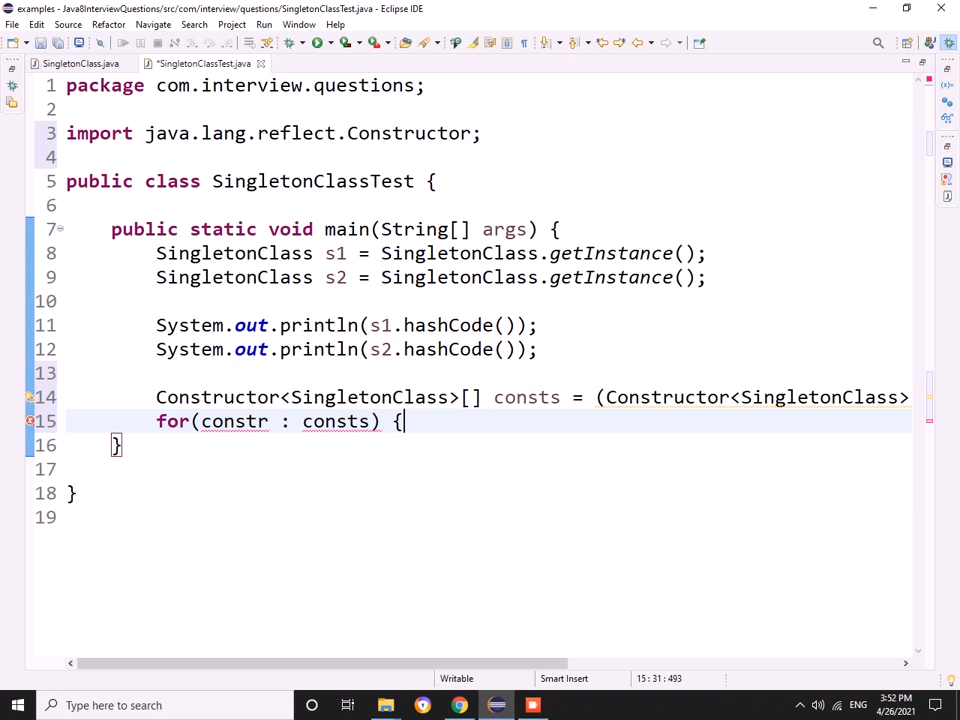 examples - Java8InterviewQuestions/src/com/interview/questions/SingletonClassTest.java - Eclipse IDE
File Edit Source Refactor Navigate Search Project Run Window Help
SingletonClass.java *SingletonClassTest.java
1 package com.interview.questions;
2
3 import java.lang.reflect.Constructor;
4
5 public class SingletonClassTest {
6
7 public static void main(String[] args) {
8 SingletonClass s1 = SingletonClass.getInstance();
9 SingletonClass s2 = SingletonClass.getInstance();
10
11 System.out.println(s1.hashCode());
12 System.out.println(s2.hashCode());
13
14 Constructor<SingletonClass>[] consts = (Constructor<SingletonClass>
15 for(constr : consts) {
16 }
17
18 }
19
Writable Smart Insert 15 : 31 : 493
Type here to search
ENG
3:52 PM
4/26/2021